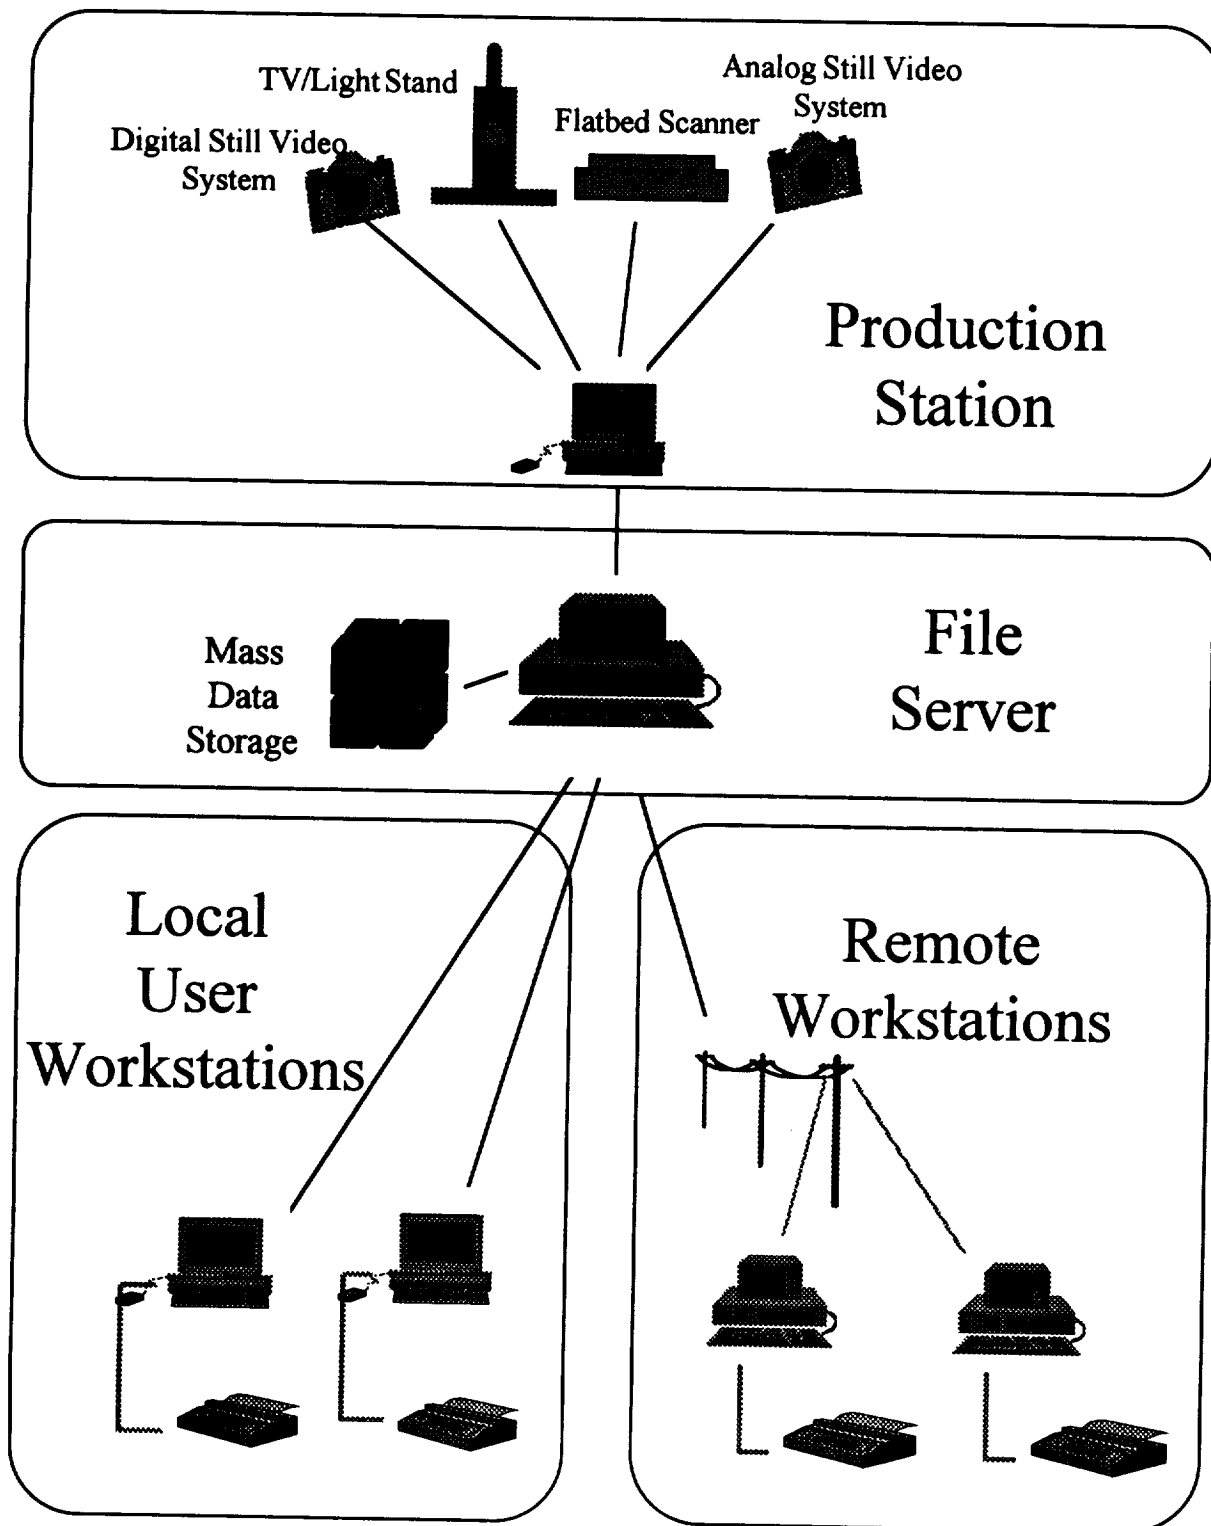 TV/Light Stand
Analog Still Video
System
Flatbed Scanner
Digital Still Video
System
Production
Station
Mass
Data
Storage
File
Server
Local
User
Workstations
Remote
Workstations